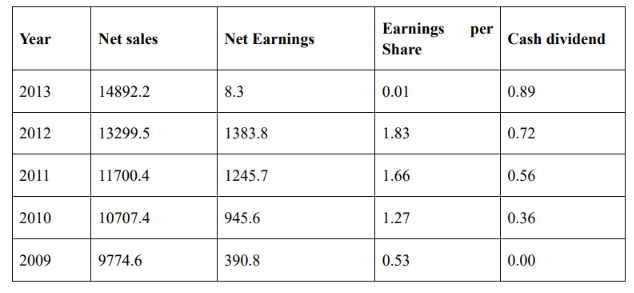 Year Net sales Net Earnings Earnings per Share Cash dividend
2013 14892.2 8.3 0.01 0.89
2012 13299.5 1383.8 1.83 0.72
2011 11700.4 1245.7 1.66 0.56
2010 10707.4 945.6 1.27 0.36
2009 9774.6 390.8 0.53 0.00